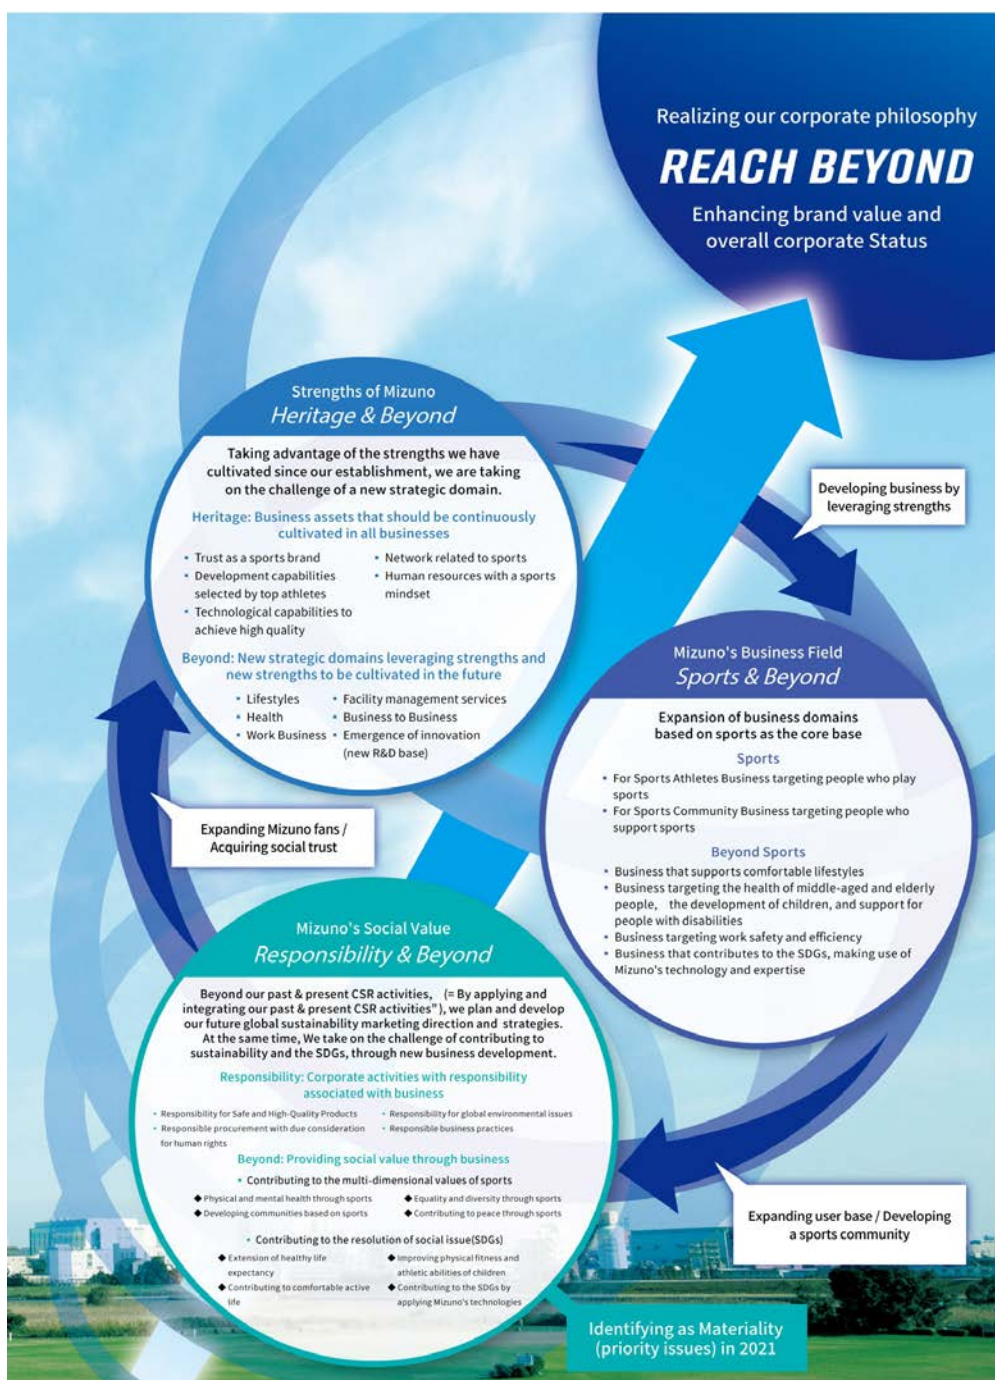 Realizing our corporate philosophy
REACH BEYOND
Enhancing brand value and
overall corporate Status
Strengths of Mizuno
Heritage & Beyond
Taking advantage of the strengths we have
cultivated since our establishment, we are taking
on the challenge of a new strategic domain.
Heritage: Business assets that should be continuously
cultivated in all businesses
• Trust as a sports brand
• Development capabilities
selected by top athletes
• Technological capabilities to
achieve high quality
• Network related to sports
• Human resources with a sports
mindset
Beyond: New strategic domains leveraging strengths and
new strengths to be cultivated in the future
• Lifestyles
• Health
• Work Business
• Facility management services
• Business to Business
• Emergence of innovation
(new R&D base)
Developing business by
leveraging strengths
Mizuno's Business Field
Sports & Beyond
Expansion of business domains
based on sports as the core base
Sports
• For Sports Athletes Business targeting people who play
sports
• For Sports Community Business targeting people who
support sports
Beyond Sports
• Business that supports comfortable lifestyles
• Business targeting the health of middle-aged and elderly
people, the development of children, and support for
people with disabilities
• Business targeting work safety and efficiency
• Business that contributes to the SDGs, making use of
Mizuno's technology and expertise
Expanding Mizuno fans /
Acquiring social trust
Mizuno's Social Value
Responsibility & Beyond
Beyond our past & present CSR activities, (= By applying and
integrating our past & present CSR activities"), we plan and develop
our future global sustainability marketing direction and strategies.
At the same time, We take on the challenge of contributing to
sustainability and the SDGs, through new business development.
Responsibility: Corporate activities with responsibility
associated with business
• Responsibility for Safe and High-Quality Products
• Responsible procurement with due consideration
for human rights
• Responsibility for global environmental issues
• Responsible business practices
Beyond: Providing social value through business
• Contributing to the multi-dimensional values of sports
◆ Physical and mental health through sports
◆ Developing communities based on sports
◆ Equality and diversity through sports
◆ Contributing to peace through sports
• Contributing to the resolution of social issue(SDGs)
◆ Extension of healthy life
expectancy
◆ Contributing to comfortable active
life
◆ Improving physical fitness and
athletic abilities of children
◆ Contributing to the SDGs by
applying Mizuno's technologies
Expanding user base / Developing
a sports community
Identifying as Materiality
(priority issues) in 2021